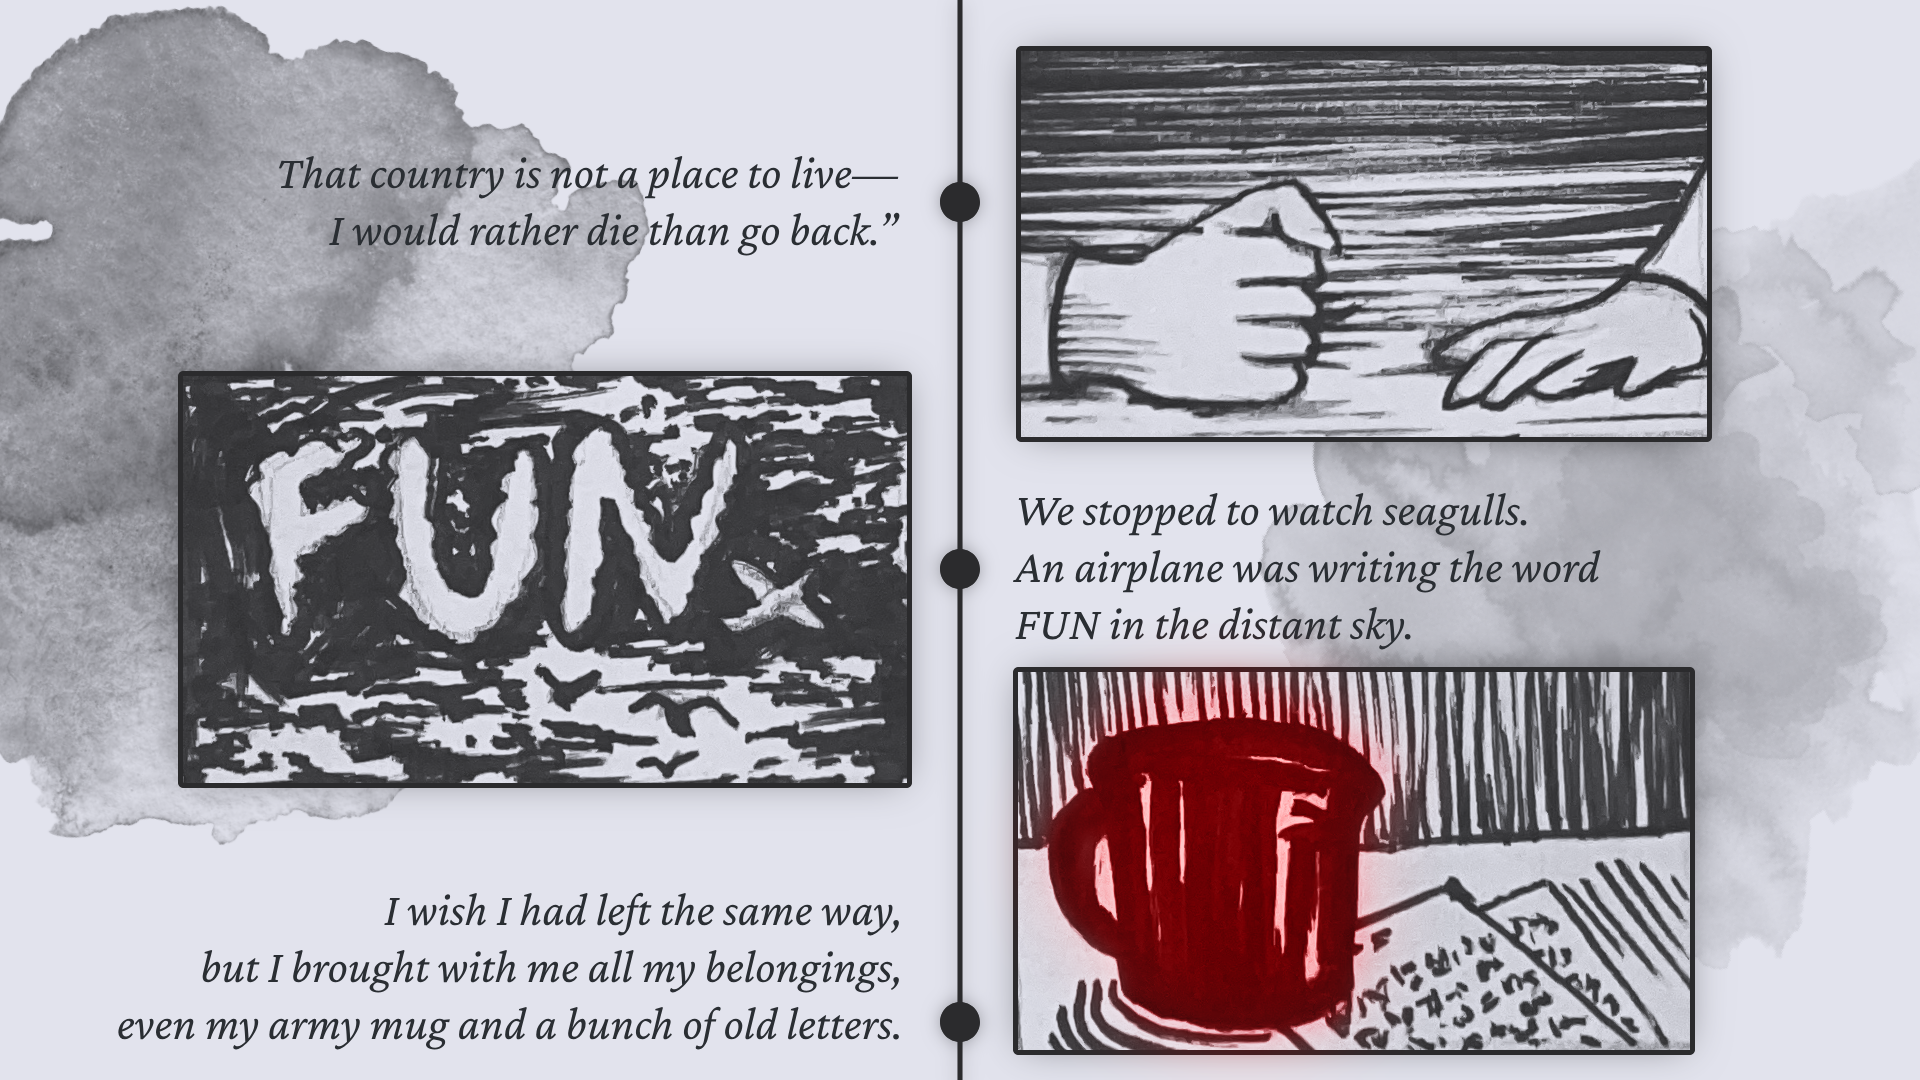 That country is not a place to live—
I would rather die than go back.”
FUN
We stopped to watch seagulls.
An airplane was writing the word
FUN in the distant sky.
I wish I had left the same way,
but I brought with me all my belongings,
even my army mug and a bunch of old letters.